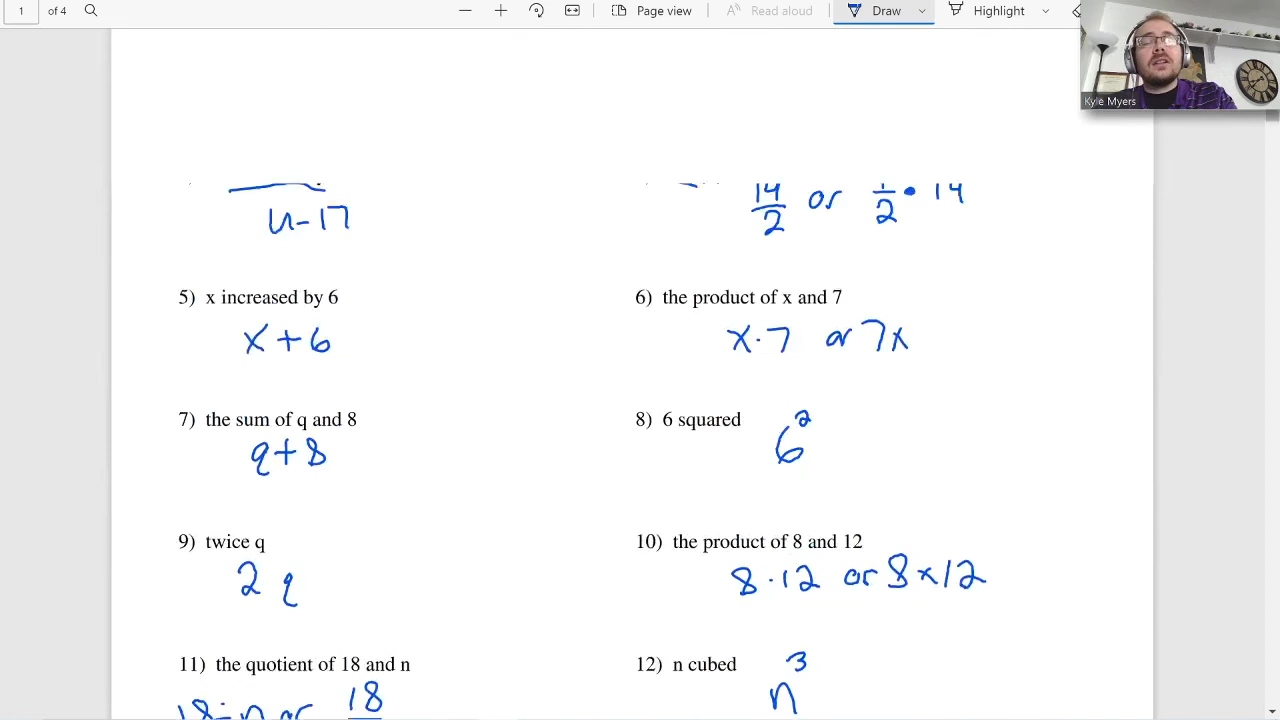 1 of 4 Page view Read aloud Draw Highlight
Kyle Myers
u-17
14/2 or 1/2 • 14
5) x increased by 6
6) the product of x and 7
x+6
x·7 or 7x
7) the sum of q and 8
8) 6 squared
q+8
6²
9) twice q
10) the product of 8 and 12
2q
8·12 or 8x12
11) the quotient of 18 and n
12) n cubed
18÷n or 18
n³